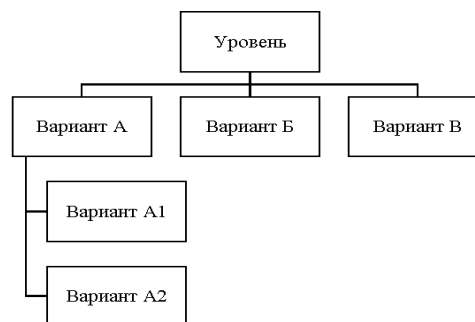 Уровень
Вариант А
Вариант Б
Вариант В
Вариант А1
Вариант А2